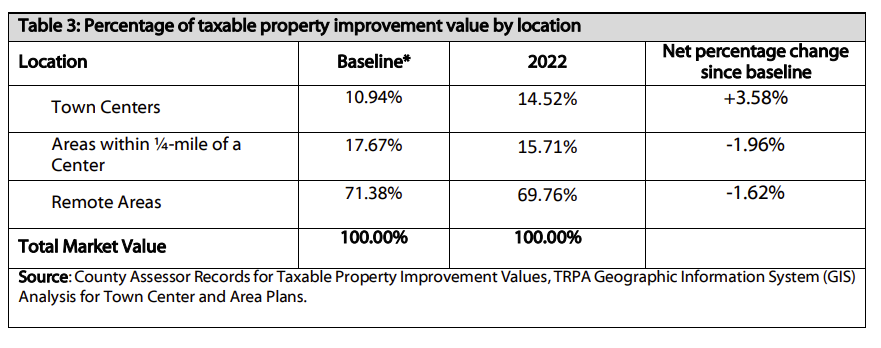 Table 3: Percentage of taxable property improvement value by location
Location Baseline* 2022 Net percentage change
since baseline
Town Centers 10.94% 14.52% +3.58%
Areas within ¼-mile of a
Center 17.67% 15.71% -1.96%
Remote Areas 71.38% 69.76% -1.62%
Total Market Value 100.00% 100.00%
Source: County Assessor Records for Taxable Property Improvement Values, TRPA Geographic Information System (GIS)
Analysis for Town Center and Area Plans.